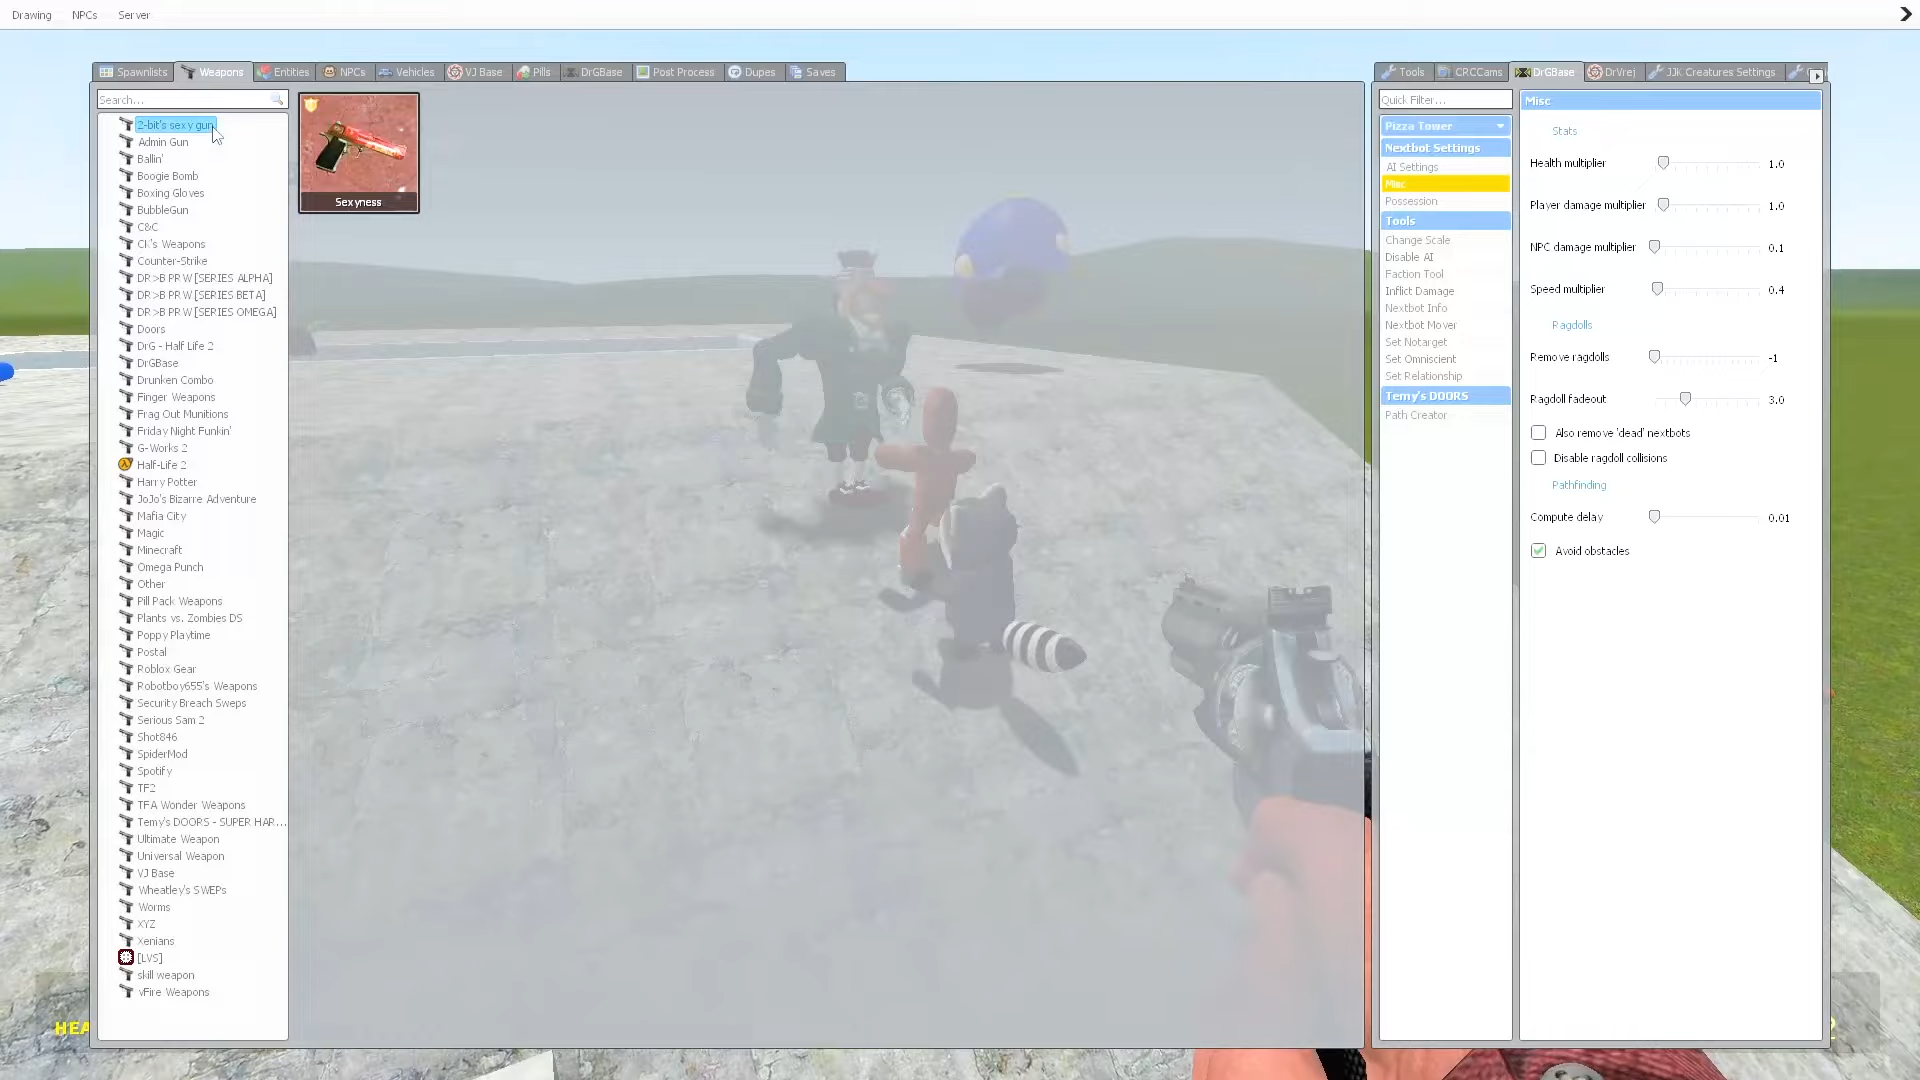 Drawing NPCs Server
Spawnlists Weapons Entities NPCs Vehicles VJ Base Pills DrGBase Post Process Dupes Saves
Search...
2-bit's sexy gun
Admin Gun
Ballin'
Boogie Bomb
Boxing Gloves
BubbleGun
C&C
Ck's Weapons
Counter-Strike
DR>B PR W [SERIES ALPHA]
DR>B PR W [SERIES BETA]
DR>B PR W [SERIES OMEGA]
Doors
DrG - Half Life 2
DrGBase
Drunken Combo
Finger Weapons
Frag Out Munitions
Friday Night Funkin'
G-Works 2
Half-Life 2
Harry Potter
JoJo's Bizarre Adventure
Mafia City
Magic
Minecraft
Omega Punch
Other
Pill Pack Weapons
Plants vs. Zombies DS
Poppy Playtime
Postal
Roblox Gear
Robotboy655's Weapons
Security Breach Sweps
Serious Sam 2
Shot846
SpiderMod
Spotify
TF2
TFA Wonder Weapons
Temy's DOORS - SUPER HAR...
Ultimate Weapon
Universal Weapon
VJ Base
Wheatley's SWEPs
Worms
XYZ
Xenians
[LVS]
skill weapon
vFire Weapons
Sexyness
Tools CRCCams DrGBase DrVrej JJK Creatures Settings
Quick Filter...
Pizza Tower
Nextbot Settings
AI Settings
Misc
Possession
Tools
Change Scale
Disable AI
Faction Tool
Inflict Damage
Nextbot Info
Nextbot Mover
Set Notarget
Set Omniscient
Set Relationship
Temy's DOORS
Path Creator
Misc
Stats
Health multiplier 1.0
Player damage multiplier 1.0
NPC damage multiplier 0.1
Speed multiplier 0.4
Ragdolls
Remove ragdolls -1
Ragdoll fadeout 3.0
Also remove 'dead' nextbots
Disable ragdoll collisions
Pathfinding
Compute delay 0.01
Avoid obstacles
HEA